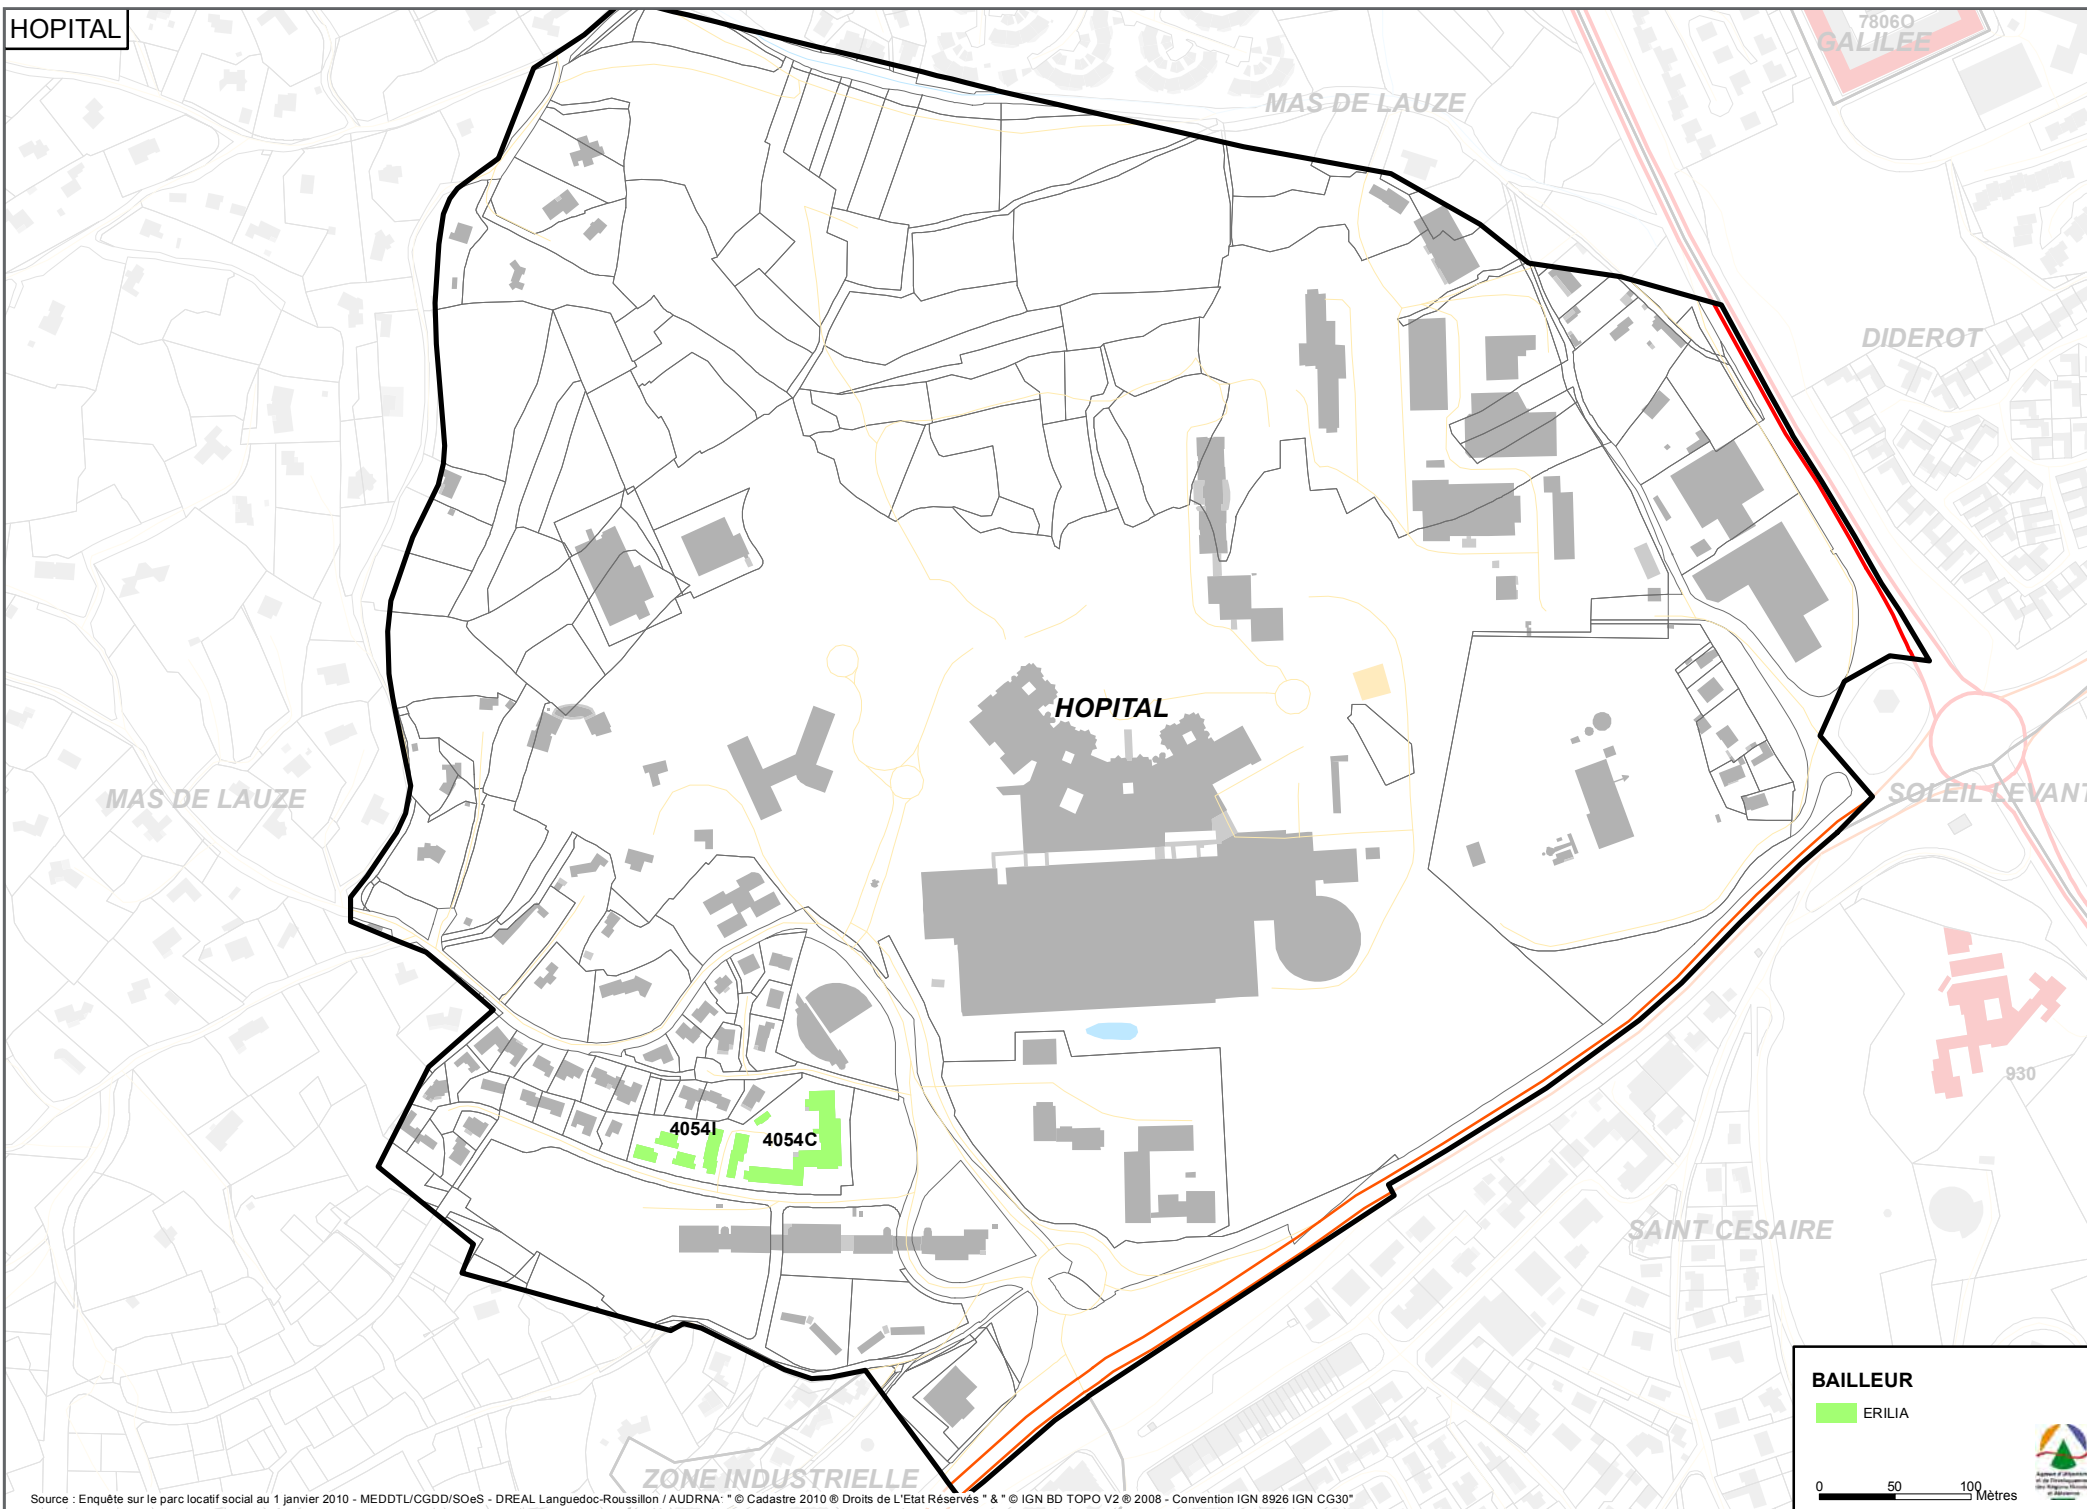 HOPITAL
7806O
GALILEE
MAS DE LAUZE
DIDEROT
HOPITAL
MAS DE LAUZE
SOLEIL LEVANT
930
4054I
4054C
SAINT CESAIRE
ZONE INDUSTRIELLE
BAILLEUR
ERILIA
0 50 100 Mètres
Source : Enquête sur le parc locatif social au 1 janvier 2010 - MEDDTL/CGDD/SOeS - DREAL Languedoc-Roussillon / AUDRNA: " © Cadastre 2010 ® Droits de L'Etat Réservés " & " © IGN BD TOPO V2 ® 2008 - Convention IGN 8926 IGN CG30"